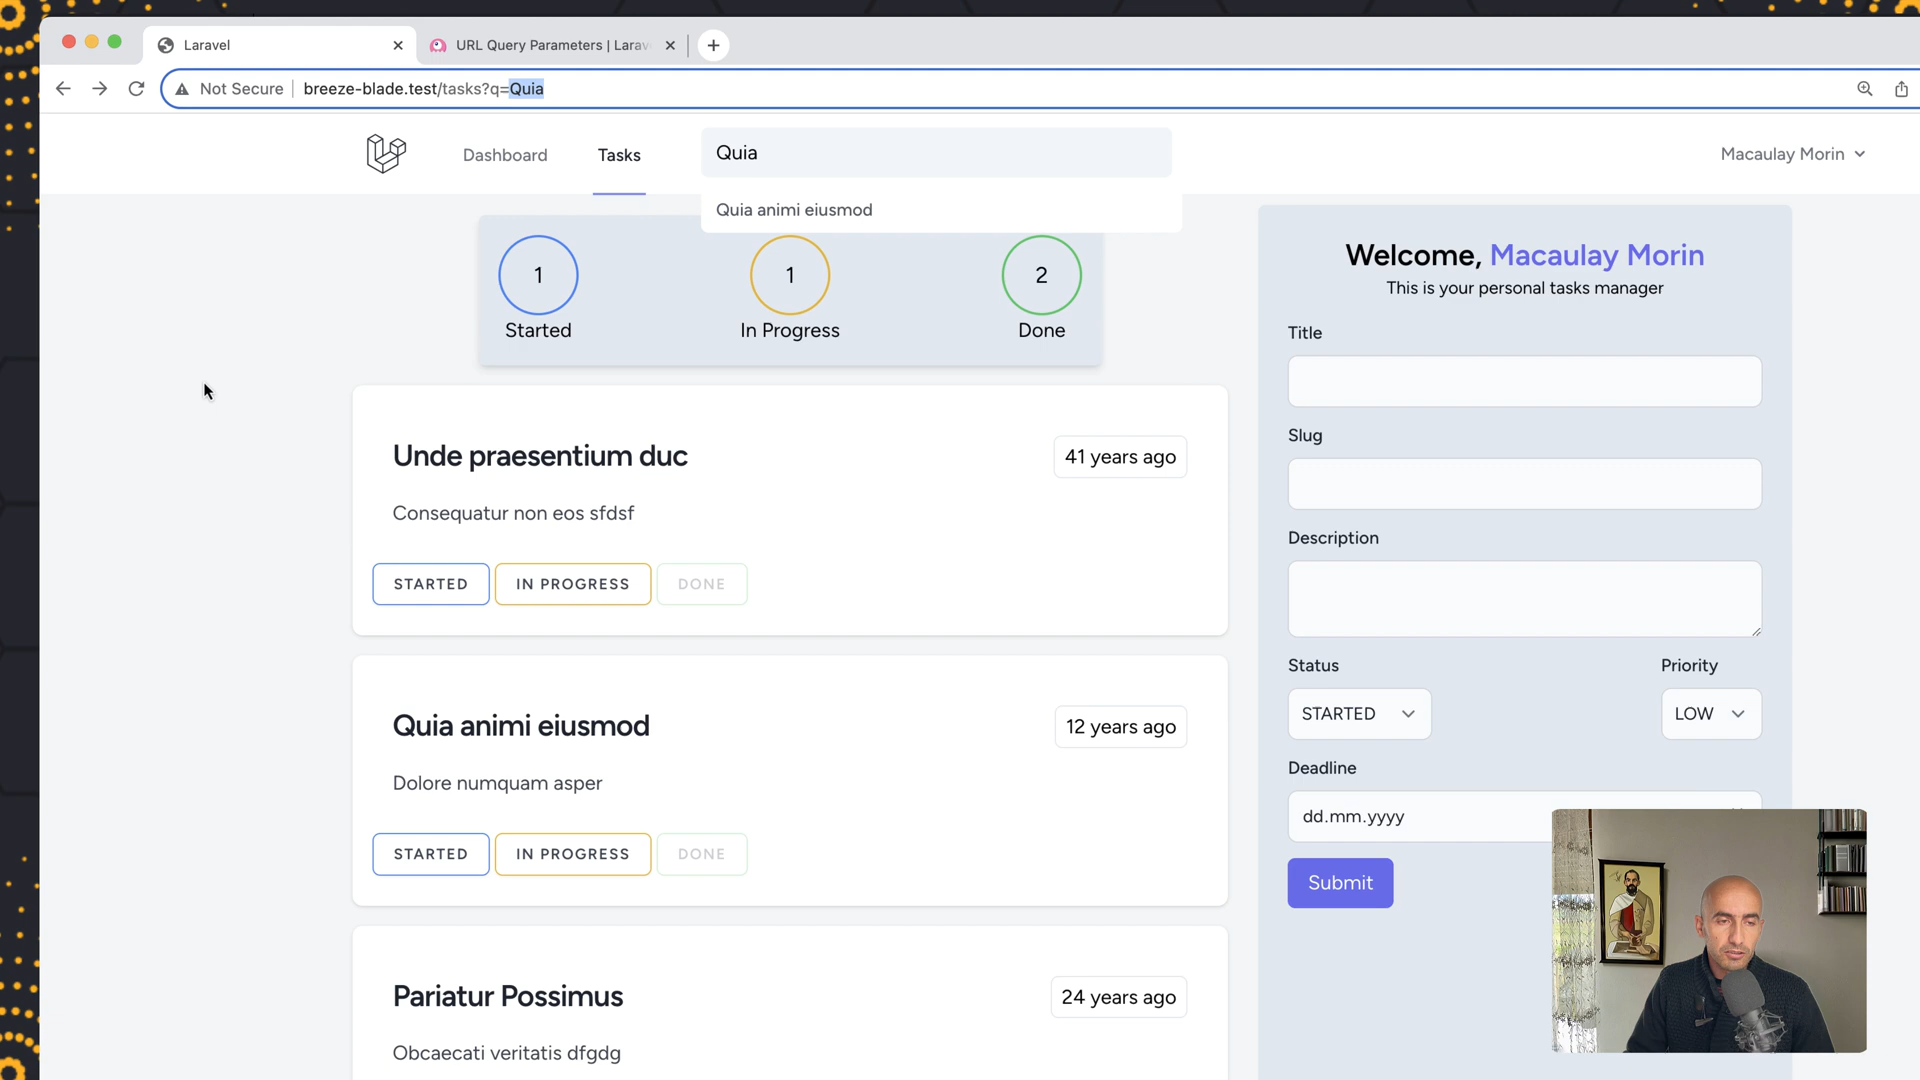 Laravel
URL Query Parameters | Larav
Not Secure
breeze-blade.test/tasks?q=Quia
Dashboard
Tasks
Quia
Macaulay Morin
Quia animi eiusmod
1
Started
1
In Progress
2
Done
Unde praesentium duc
41 years ago
Consequatur non eos sfdsf
STARTED
IN PROGRESS
DONE
Quia animi eiusmod
12 years ago
Dolore numquam asper
STARTED
IN PROGRESS
DONE
Pariatur Possimus
24 years ago
Obcaecati veritatis dfgdg
Welcome, Macaulay Morin
This is your personal tasks manager
Title
Slug
Description
Status
Priority
STARTED
LOW
Deadline
dd.mm.yyyy
Submit